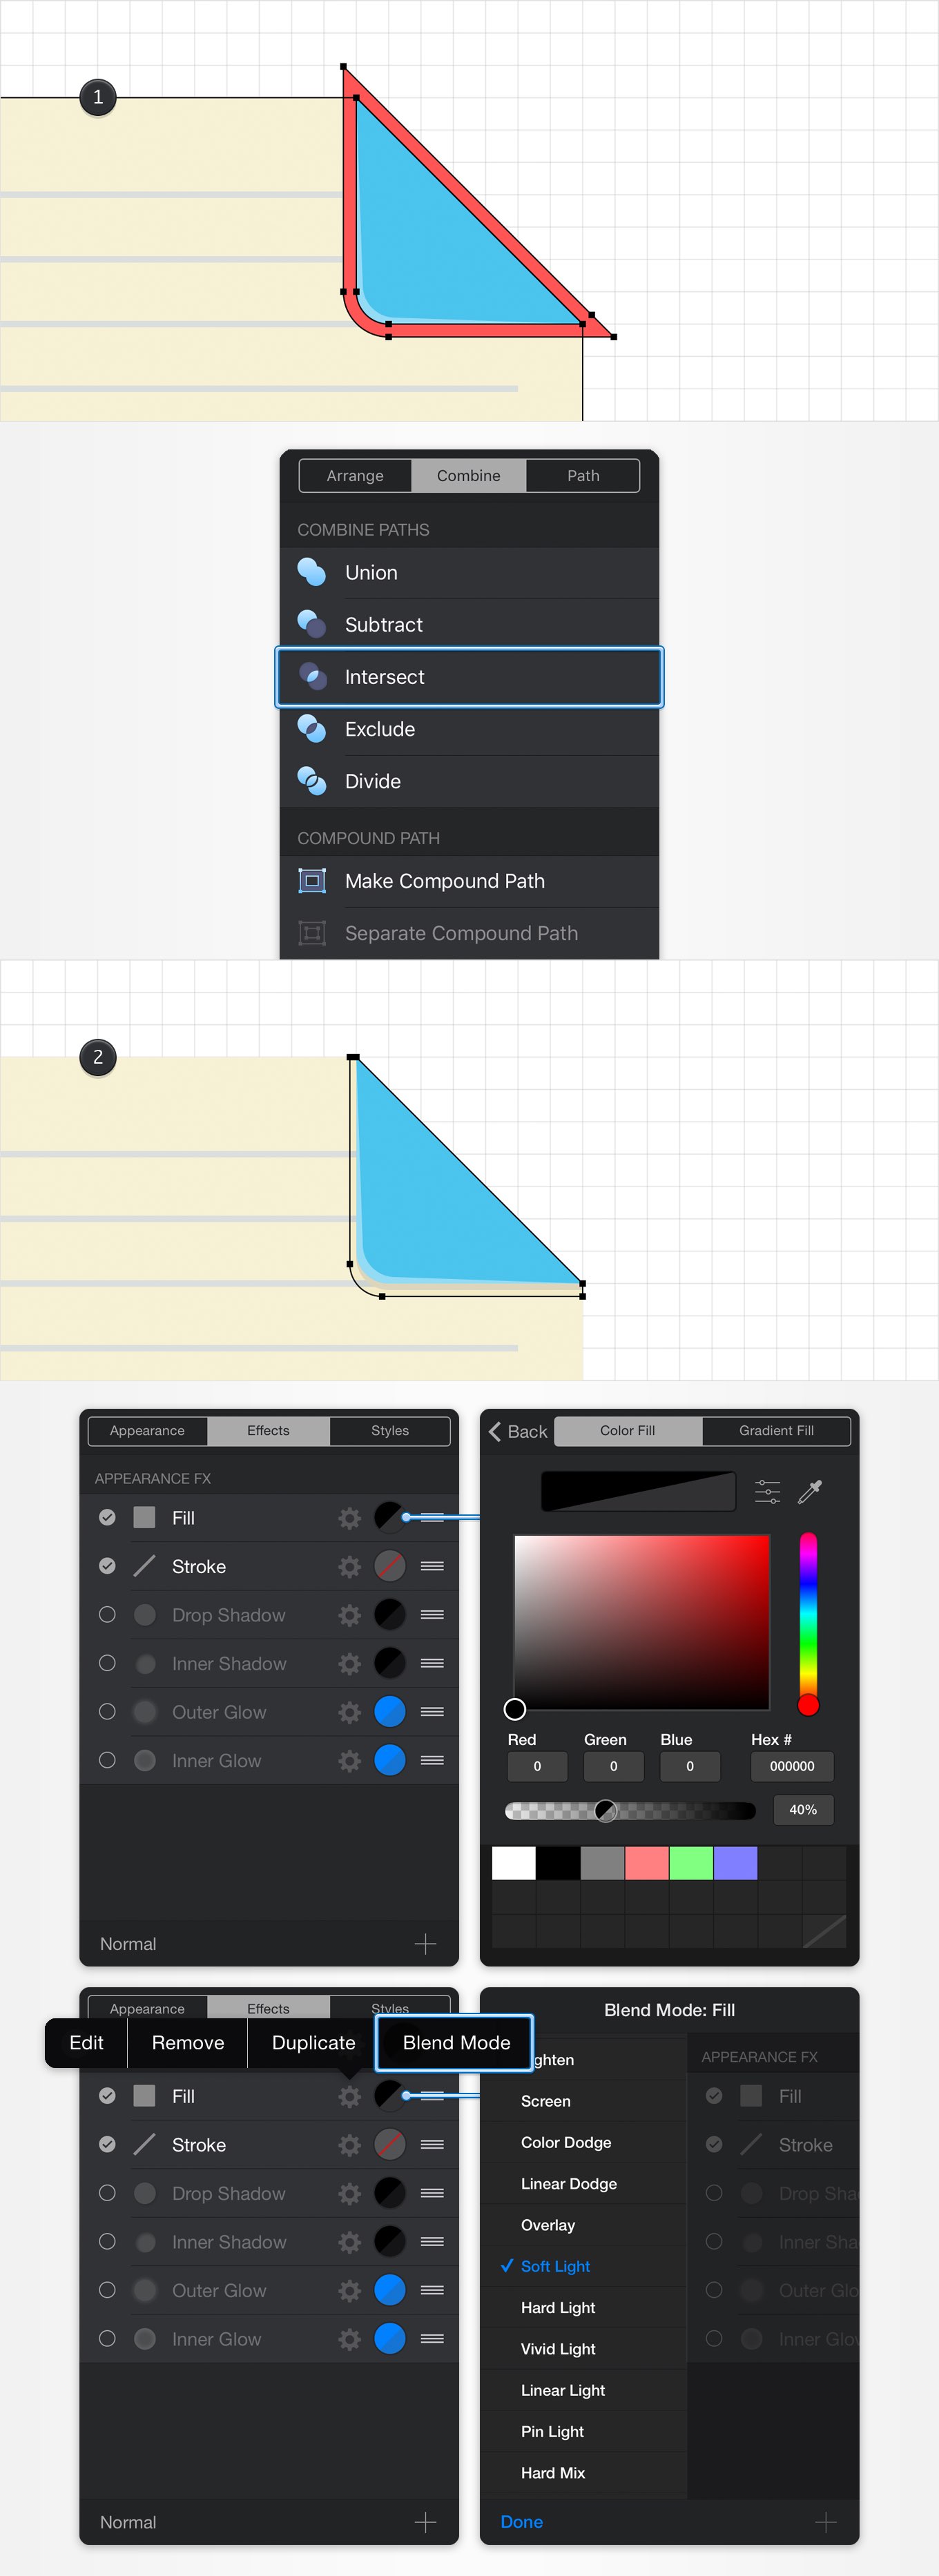 1
Arrange Combine Path
COMBINE PATHS
Union
Subtract
Intersect
Exclude
Divide
COMPOUND PATH
Make Compound Path
Separate Compound Path
2
Appearance Effects Styles
APPEARANCE FX
Fill
Stroke
Drop Shadow
Inner Shadow
Outer Glow
Inner Glow
Normal
Back Color Fill Gradient Fill
Red Green Blue Hex #
0 0 0 000000
40%
Appearance Effects Styles
Edit Remove Duplicate Blend Mode
Fill
Stroke
Drop Shadow
Inner Shadow
Outer Glow
Inner Glow
Normal
Blend Mode: Fill
ghten
Screen
Color Dodge
Linear Dodge
Overlay
Soft Light
Hard Light
Vivid Light
Linear Light
Pin Light
Hard Mix
Done
APPEARANCE FX
Fill
Stroke
Drop Sha
Inner Sha
Outer Glo
Inner Glo